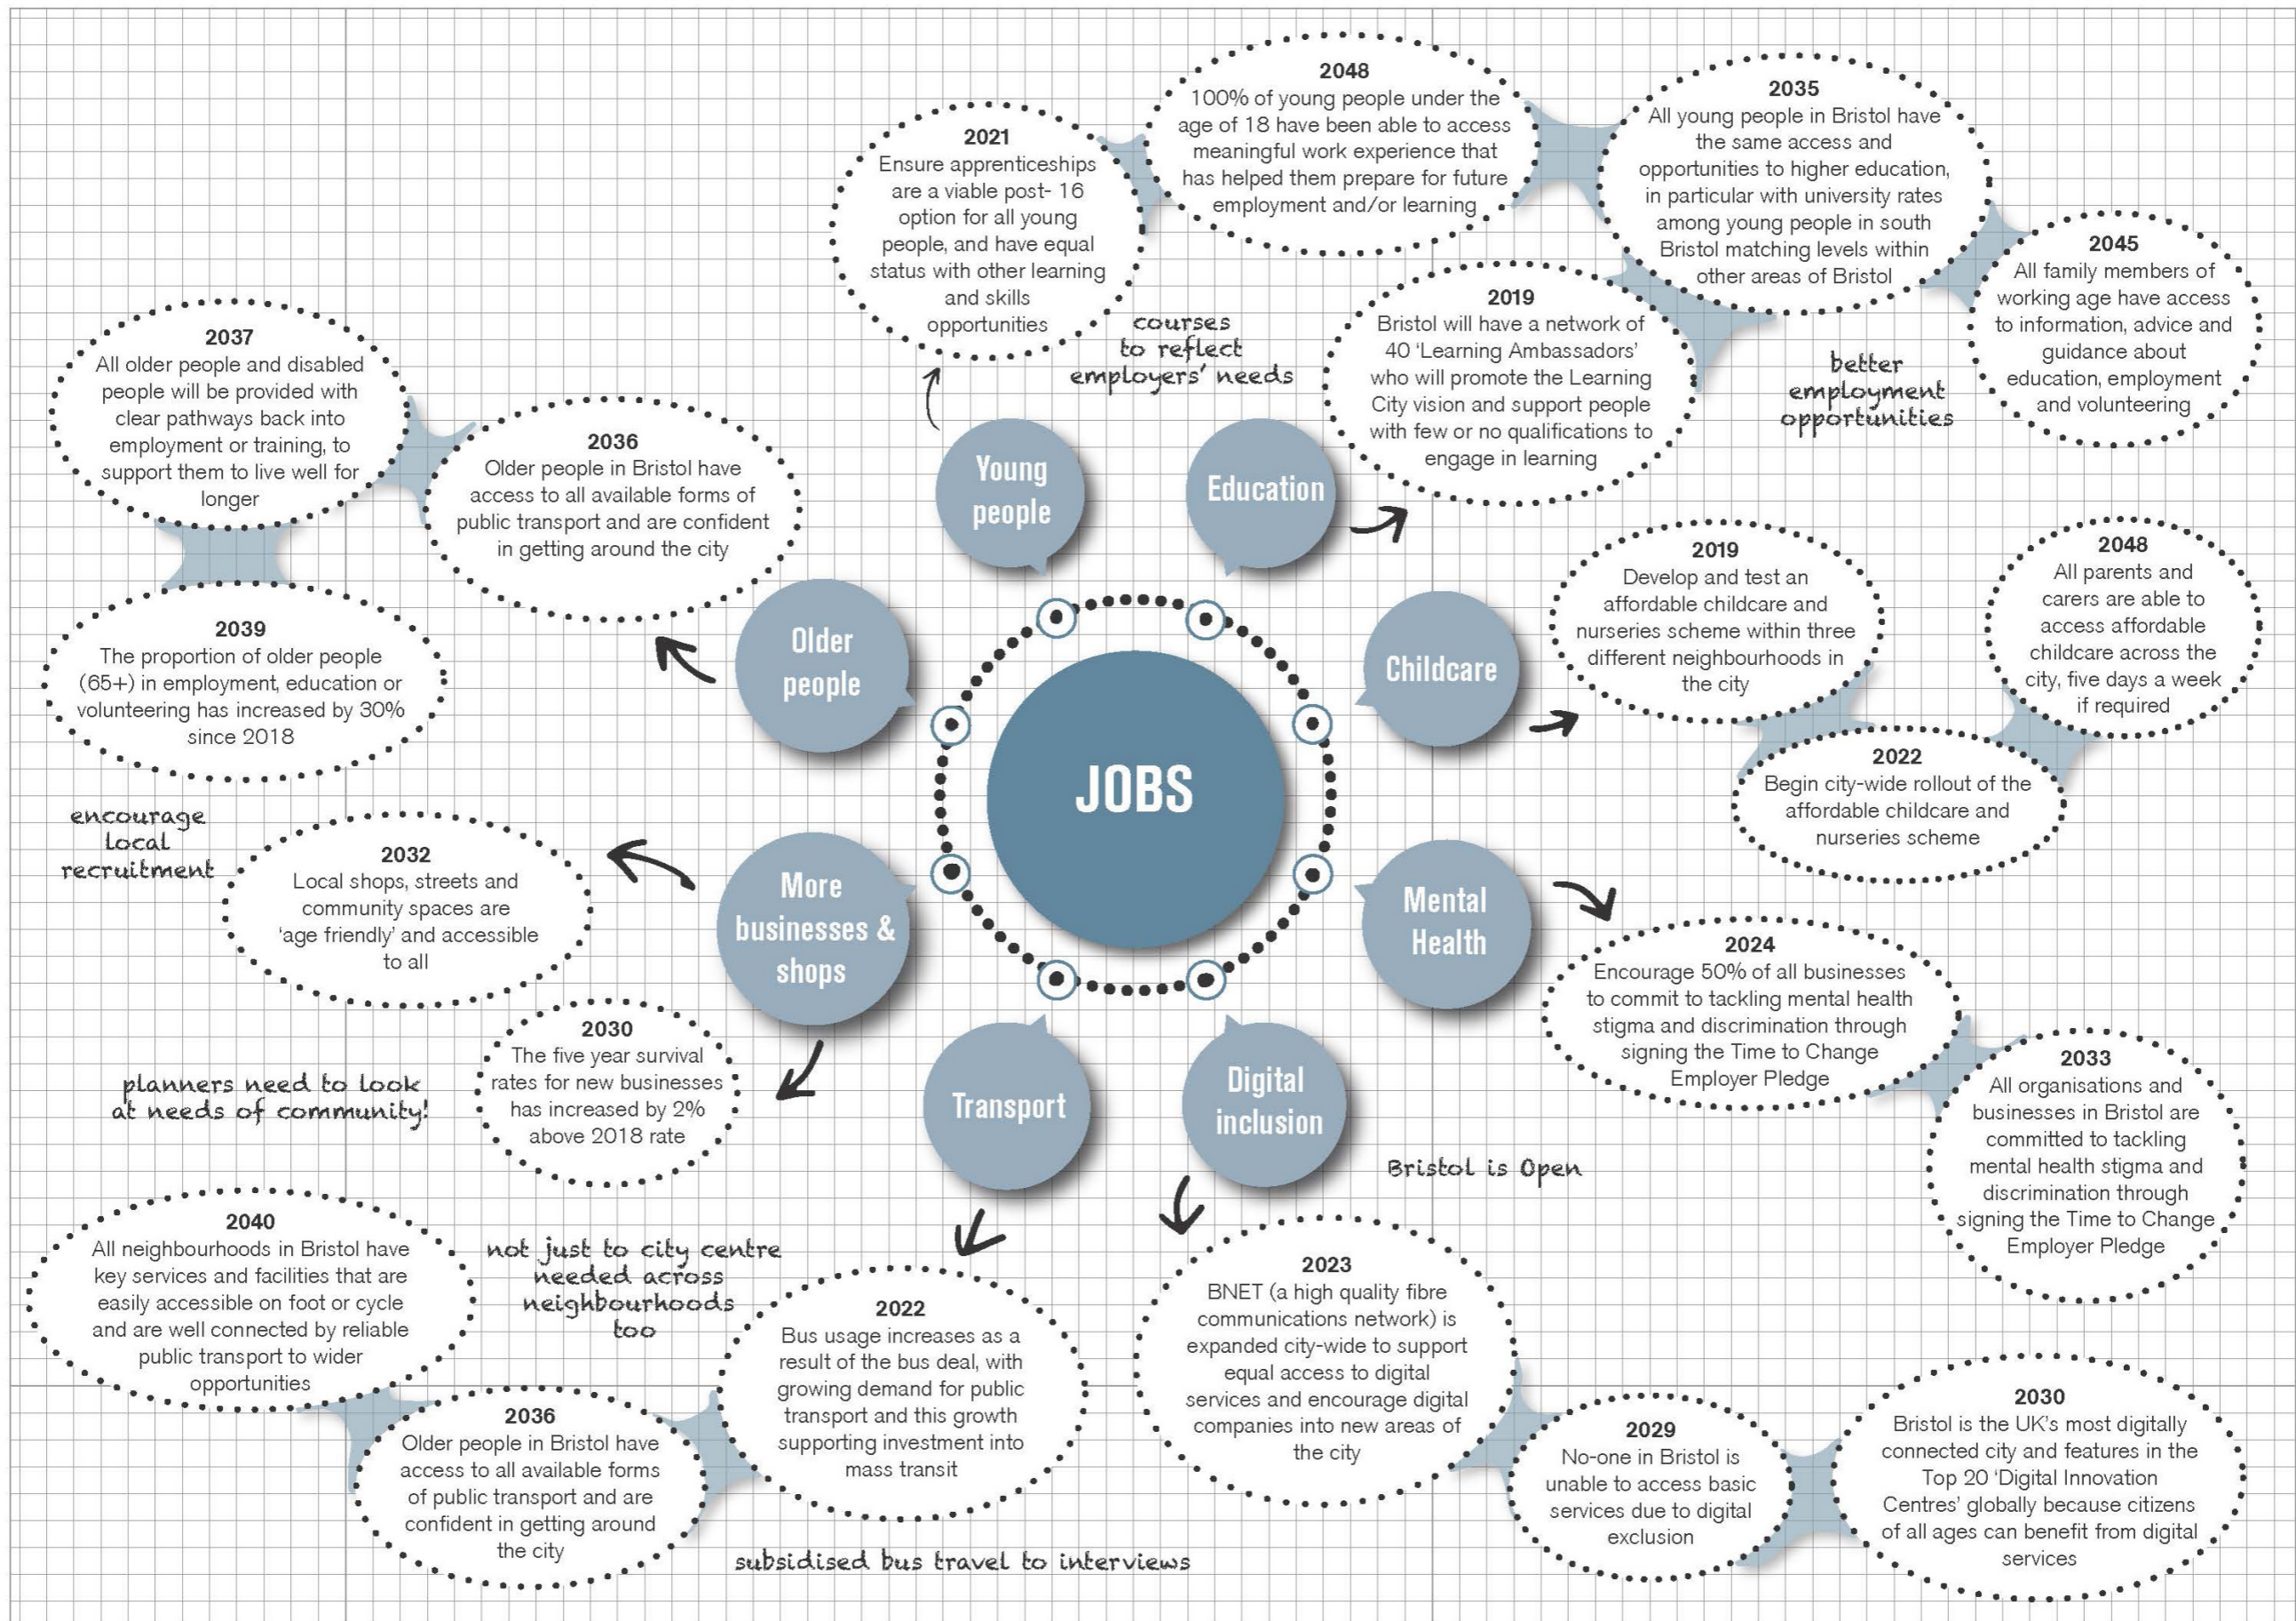 JOBS
Young
people
2021
Ensure apprenticeships
are a viable post- 16
option for all young
people, and have equal
status with other learning
and skills
opportunities
2048
100% of young people under the
age of 18 have been able to access
meaningful work experience that
has helped them prepare for future
employment and/or learning
2035
All young people in Bristol have
the same access and
opportunities to higher education,
in particular with university rates
among young people in south
Bristol matching levels within
other areas of Bristol
2045
All family members of
working age have access
to information, advice and
guidance about
education, employment
and volunteering
courses
to reflect
employers' needs
Education
2019
Bristol will have a network of
40 ‘Learning Ambassadors’
who will promote the Learning
City vision and support people
with few or no qualifications to
engage in learning
better
employment
opportunities
Childcare
2019
Develop and test an
affordable childcare and
nurseries scheme within three
different neighbourhoods in
the city
2022
Begin city-wide rollout of the
affordable childcare and
nurseries scheme
2048
All parents and
carers are able to
access affordable
childcare across the
city, five days a week
if required
Mental
Health
2024
Encourage 50% of all businesses
to commit to tackling mental health
stigma and discrimination through
signing the Time to Change
Employer Pledge
2033
All organisations and
businesses in Bristol are
committed to tackling
mental health stigma and
discrimination through
signing the Time to Change
Employer Pledge
Digital
inclusion
Bristol is Open
2023
BNET (a high quality fibre
communications network) is
expanded city-wide to support
equal access to digital
services and encourage digital
companies into new areas of
the city
2029
No-one in Bristol is
unable to access basic
services due to digital
exclusion
2030
Bristol is the UK’s most digitally
connected city and features in the
Top 20 ‘Digital Innovation
Centres’ globally because citizens
of all ages can benefit from digital
services
Transport
2022
Bus usage increases as a
result of the bus deal, with
growing demand for public
transport and this growth
supporting investment into
mass transit
subsidised bus travel to interviews
2036
Older people in Bristol have
access to all available forms
of public transport and are
confident in getting around
the city
2040
All neighbourhoods in Bristol have
key services and facilities that are
easily accessible on foot or cycle
and are well connected by reliable
public transport to wider
opportunities
not just to city centre
needed across
neighbourhoods
too
More
businesses &
shops
2030
The five year survival
rates for new businesses
has increased by 2%
above 2018 rate
planners need to look
at needs of community!
2032
Local shops, streets and
community spaces are
‘age friendly’ and accessible
to all
encourage
local
recruitment
Older
people
2036
Older people in Bristol have
access to all available forms of
public transport and are confident
in getting around the city
2037
All older people and disabled
people will be provided with
clear pathways back into
employment or training, to
support them to live well for
longer
2039
The proportion of older people
(65+) in employment, education or
volunteering has increased by 30%
since 2018